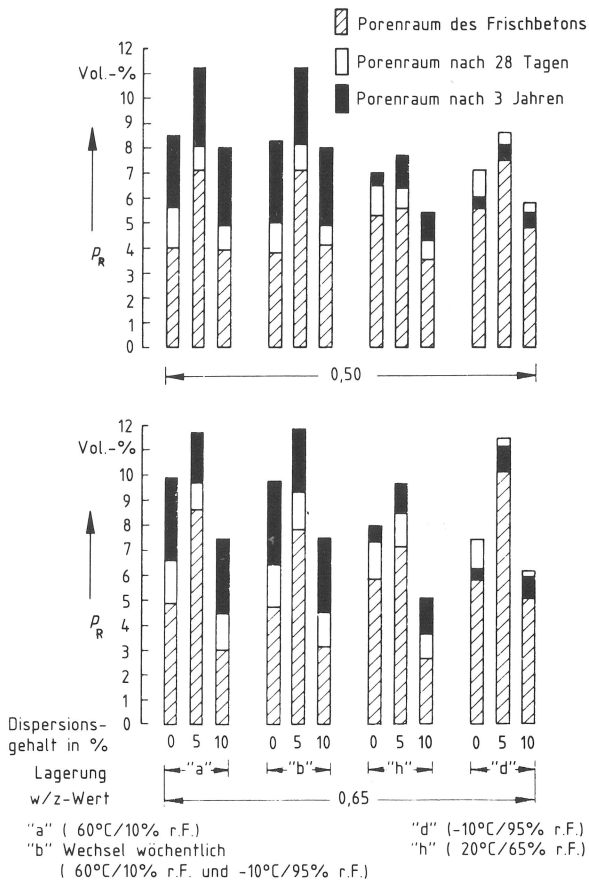 Porenraum des Frischbetons
Porenraum nach 28 Tagen
Porenraum nach 3 Jahren
12
Vol.-%
10
9
8
7
6
5
4
3
2
1
0
pR
0,50
12
Vol.-%
10
9
8
7
6
5
4
3
2
1
0
pR
Dispersions-
gehalt in % 0 5 10 0 5 10 0 5 10 0 5 10
Lagerung "a" "b" "h" "d"
w/z-Wert 0,65
"a" ( 60°C/10% r.F.)
"b" Wechsel wöchentlich
( 60°C/10% r.F. und -10°C/95% r.F.)
"d" (-10°C/95% r.F.)
"h" ( 20°C/65% r.F.)